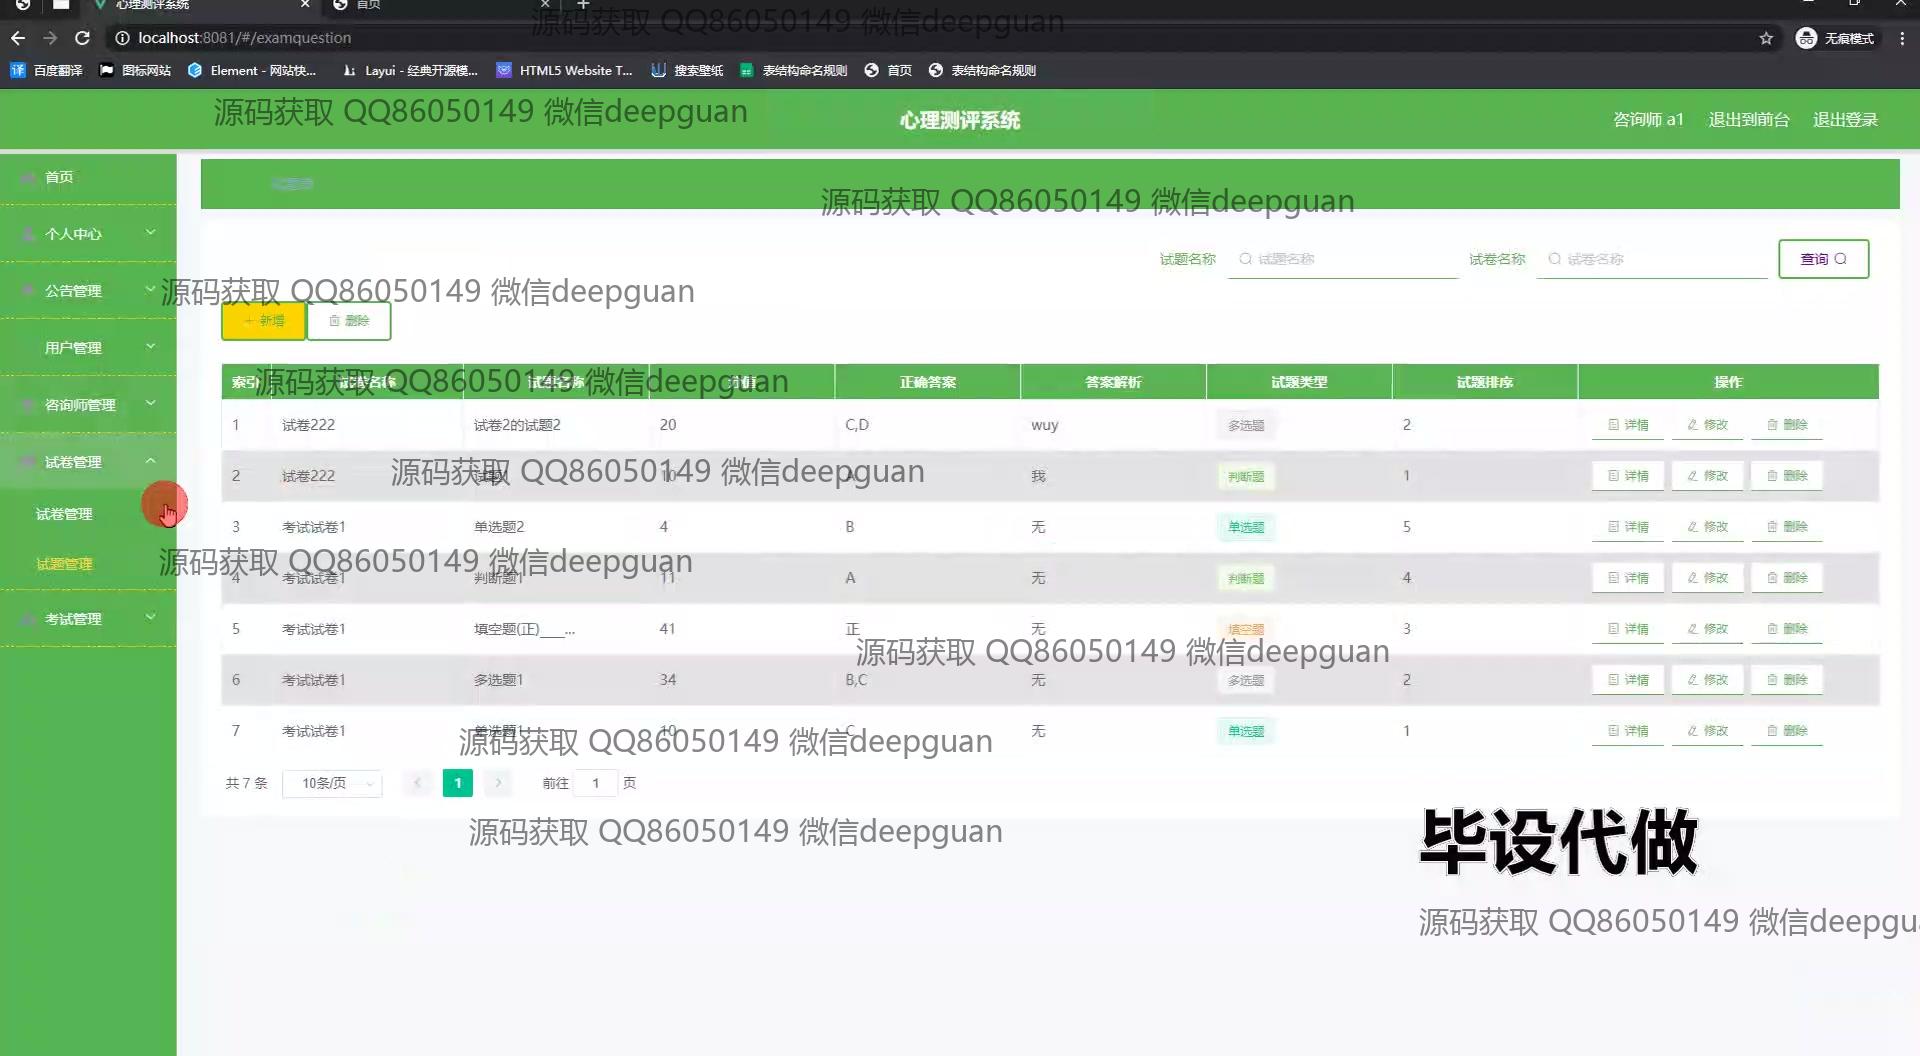 心理测评系统
首页
源码获取 QQ86050149 微信deepguan
localhost:8081/#/examquestion
无痕模式
百度翻译 图标网站 Element - 网站快... Layui - 经典开源模... HTML5 Website T... 搜索壁纸 表结构命名规则 首页 表结构命名规则
源码获取 QQ86050149 微信deepguan
心理测评系统
咨询师 a1 退出到前台 退出登录
首页
个人中心
公告管理
用户管理
咨询师管理
试卷管理
试卷管理
试题管理
考试管理
源码获取 QQ86050149 微信deepguan
试题名称 试题名称 试卷名称 试卷名称 查询
源码获取 QQ86050149 微信deepguan
新增 删除
索引 试卷名称 试题名称 正确答案 答案解析 试题类型 试题排序 操作
源码获取 QQ86050149 微信deepguan
1 试卷222 试卷2的试题2 20 C,D wuy 多选题 2 详情 修改 删除
2 试卷222 10 A 我 判断题 1 详情 修改 删除
源码获取 QQ86050149 微信deepguan
3 考试试卷1 单选题2 4 B 无 单选题 5 详情 修改 删除
源码获取 QQ86050149 微信deepguan
4 考试试卷1 判断题1 11 A 无 判断题 4 详情 修改 删除
5 考试试卷1 填空题(正)___... 41 正 无 填空题 3 详情 修改 删除
源码获取 QQ86050149 微信deepguan
6 考试试卷1 多选题1 34 B,C 无 多选题 2 详情 修改 删除
7 考试试卷1 单选题1 10 C 无 单选题 1 详情 修改 删除
源码获取 QQ86050149 微信deepguan
共 7 条 10条/页 1 前往 1 页
源码获取 QQ86050149 微信deepguan
毕设代做
源码获取 QQ86050149 微信deepgu